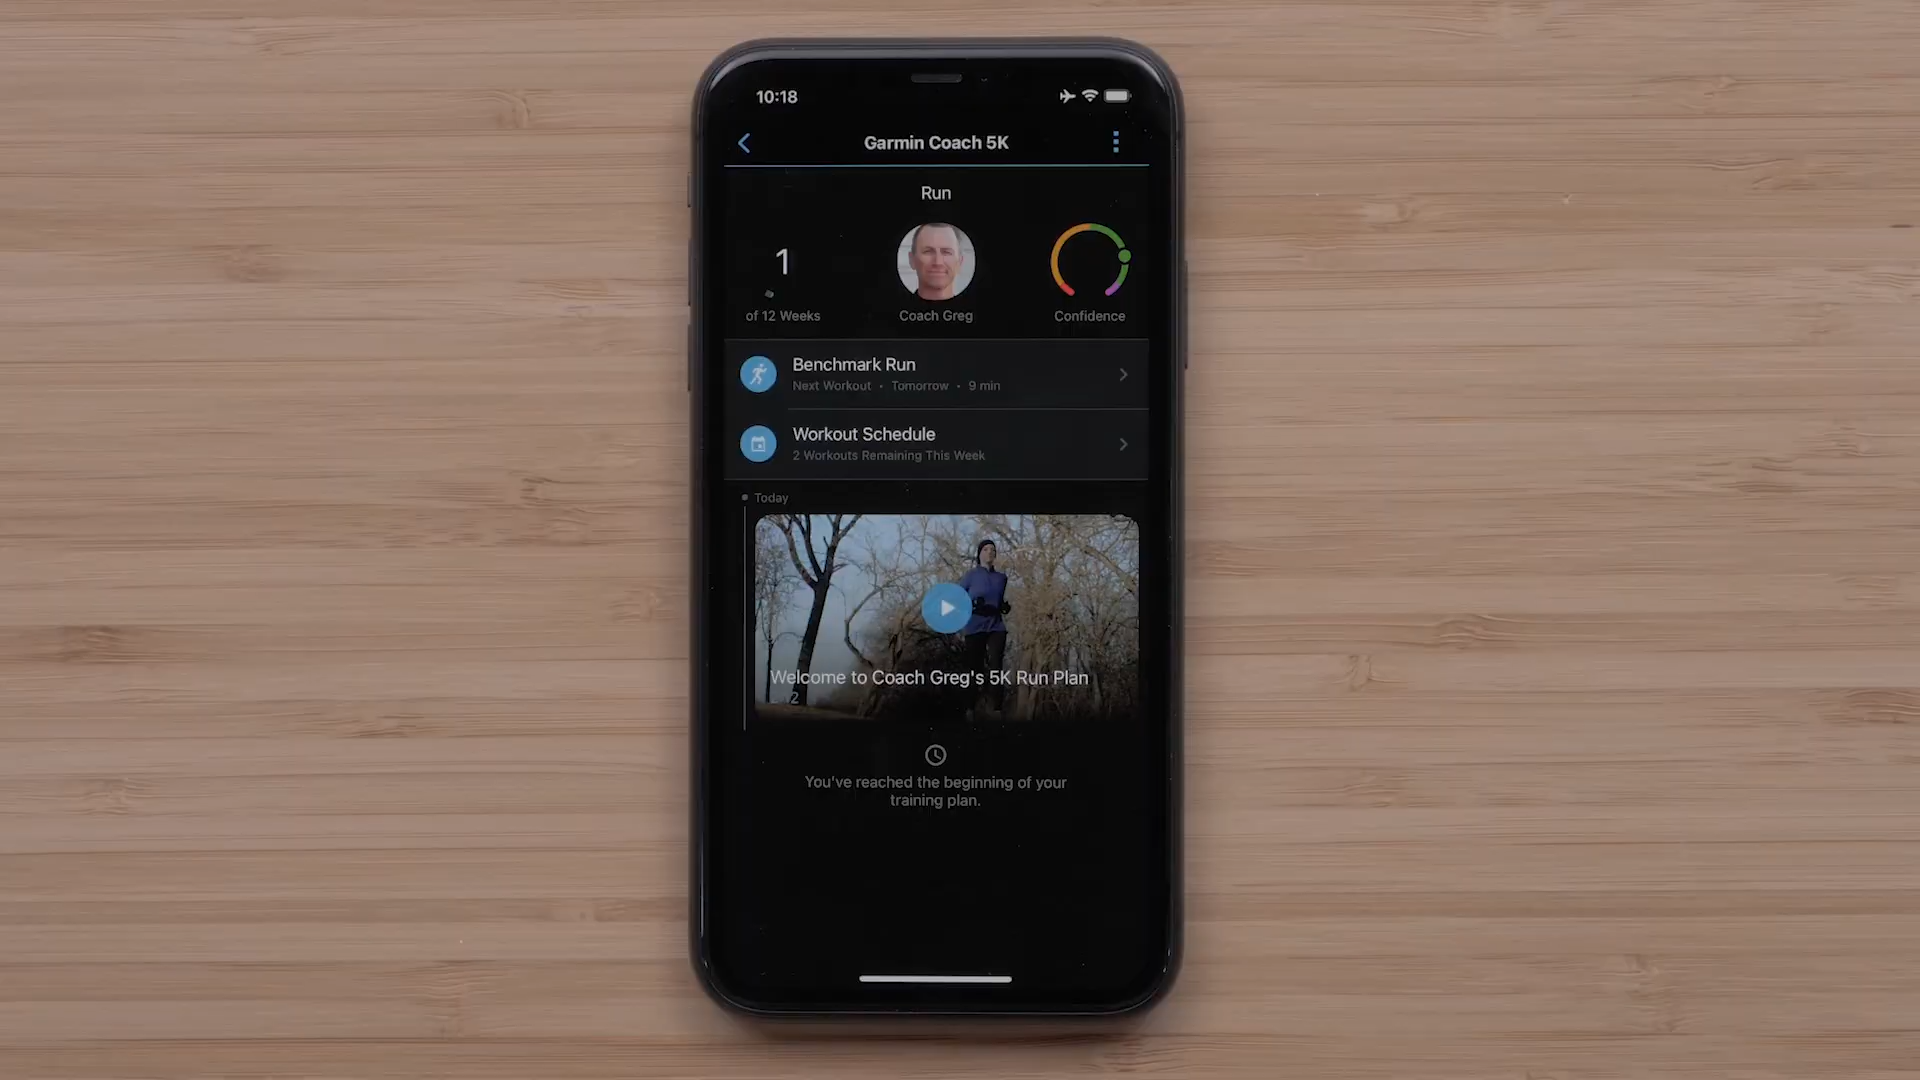 10:18
Garmin Coach 5K
Run
1
of 12 Weeks
Coach Greg
Confidence
Benchmark Run
Next Workout • Tomorrow • 9 min
Workout Schedule
2 Workouts Remaining This Week
Today
Welcome to Coach Greg's 5K Run Plan
2
You've reached the beginning of your
training plan.